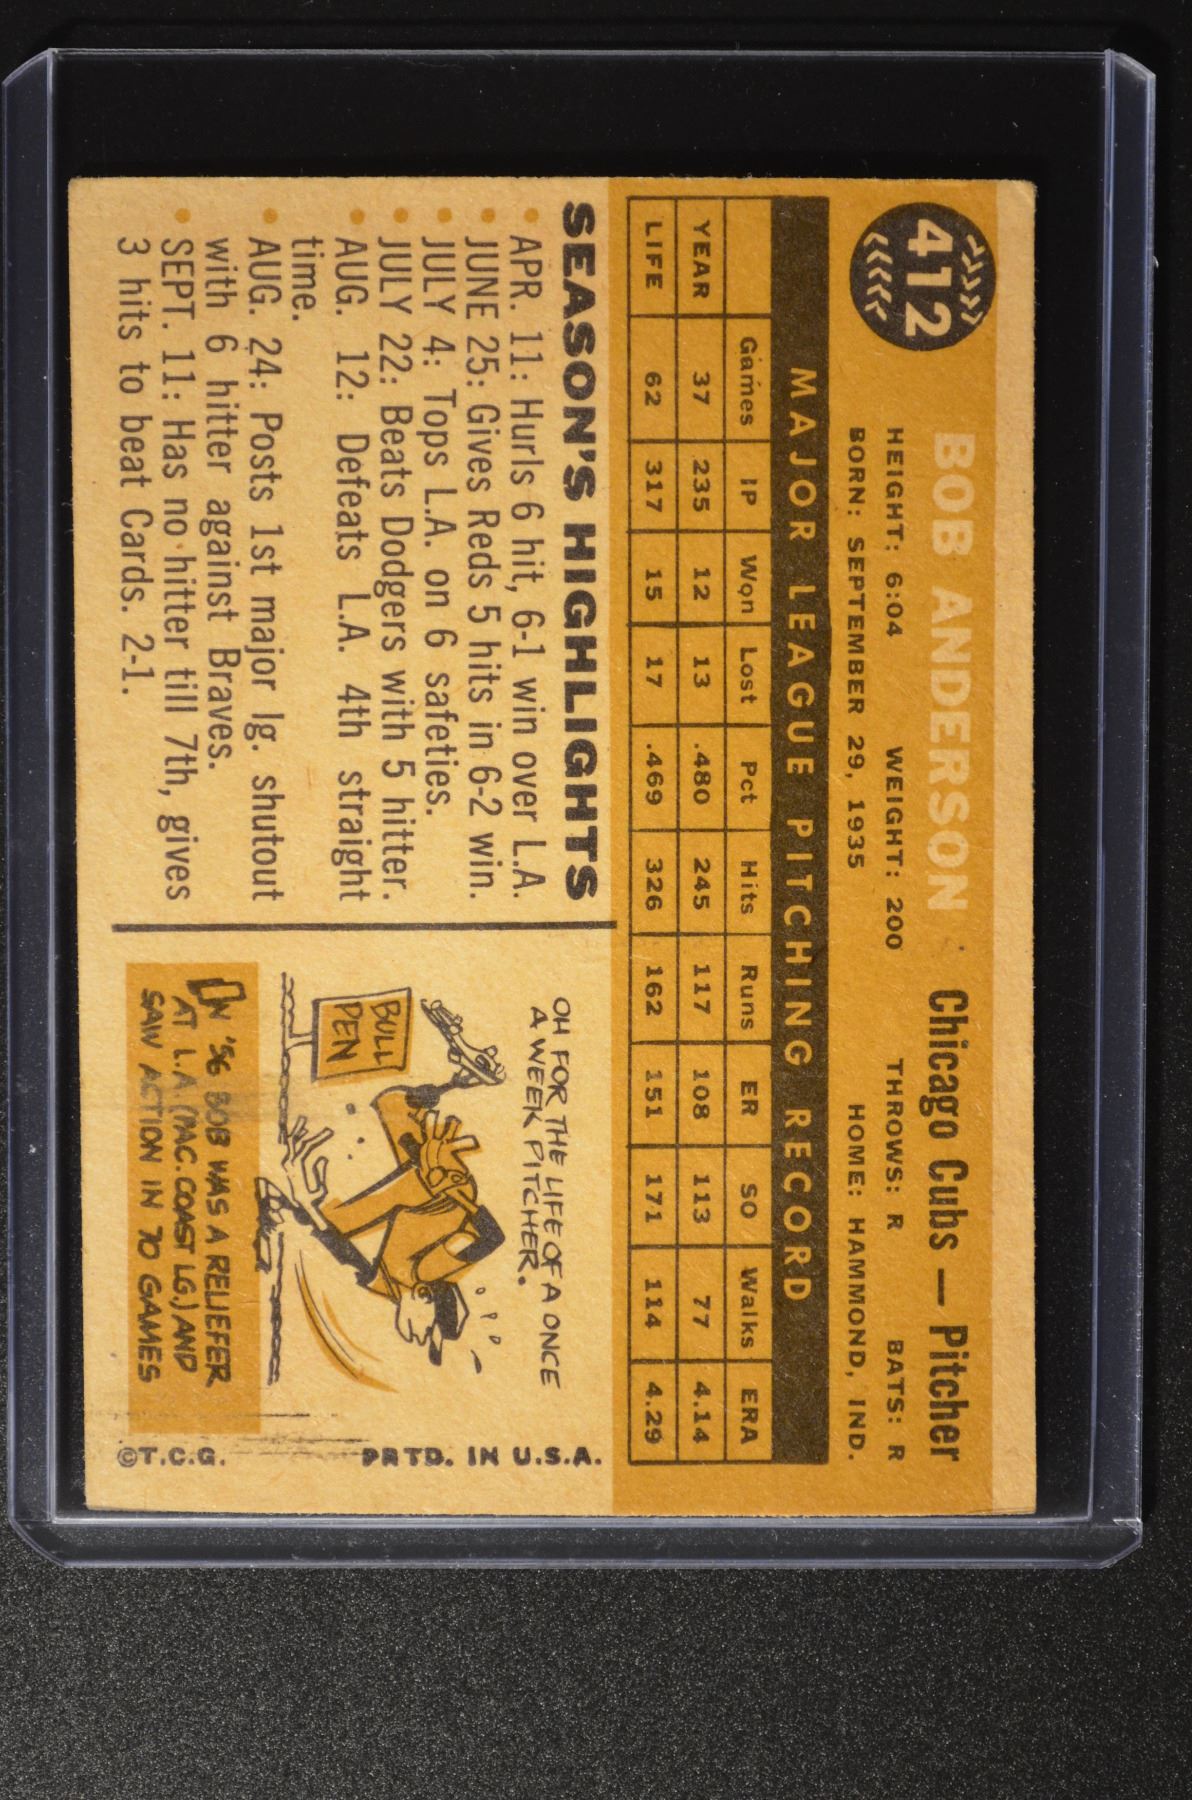 412
BOB ANDERSON Chicago Cubs — Pitcher
HEIGHT: 6:04 WEIGHT: 200 THROWS: R BATS: R
BORN: SEPTEMBER 29, 1935 HOME: HAMMOND, IND.
MAJOR LEAGUE PITCHING RECORD
Games IP Won Lost Pct Hits Runs ER SO Walks ERA
YEAR 37 235 12 13 .480 245 117 108 113 77 4.14
LIFE 62 317 15 17 .469 326 162 151 171 114 4.29
SEASON'S HIGHLIGHTS
• APR. 11: Hurls 6 hit, 6-1 win over L.A.
• JUNE 25: Gives Reds 5 hits in 6-2 win.
• JULY 4: Tops L.A. on 6 safeties.
• JULY 22: Beats Dodgers with 5 hitter.
• AUG. 12: Defeats L.A. 4th straight
time.
• AUG. 24: Posts 1st major lg. shutout
with 6 hitter against Braves.
• SEPT. 11: Has no hitter till 7th, gives
3 hits to beat Cards. 2-1.
OH FOR THE LIFE OF A ONCE
A WEEK PITCHER.
BULL
PEN
IN '56 BOB WAS A RELIEFER
AT L.A. (PAC. COAST LG.) AND
SAW ACTION IN 70 GAMES
©T.C.G. PRTD. IN U.S.A.